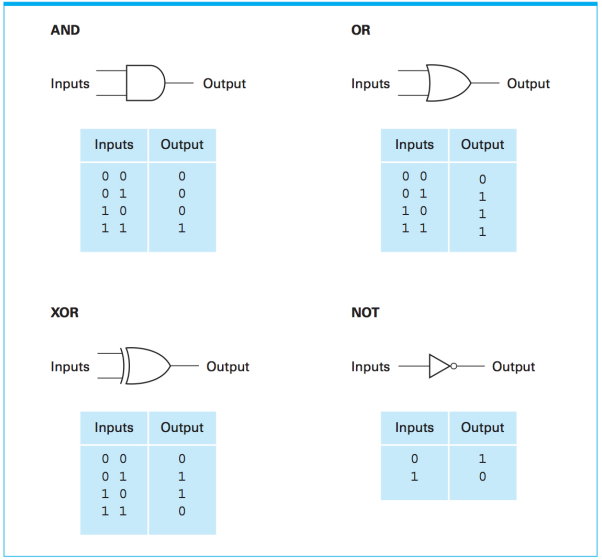 AND
Inputs Output
Inputs Output
0 0 0
0 1 0
1 0 0
1 1 1
OR
Inputs Output
Inputs Output
0 0 0
0 1 1
1 0 1
1 1 1
XOR
Inputs Output
Inputs Output
0 0 0
0 1 1
1 0 1
1 1 0
NOT
Inputs Output
Inputs Output
0 1
1 0